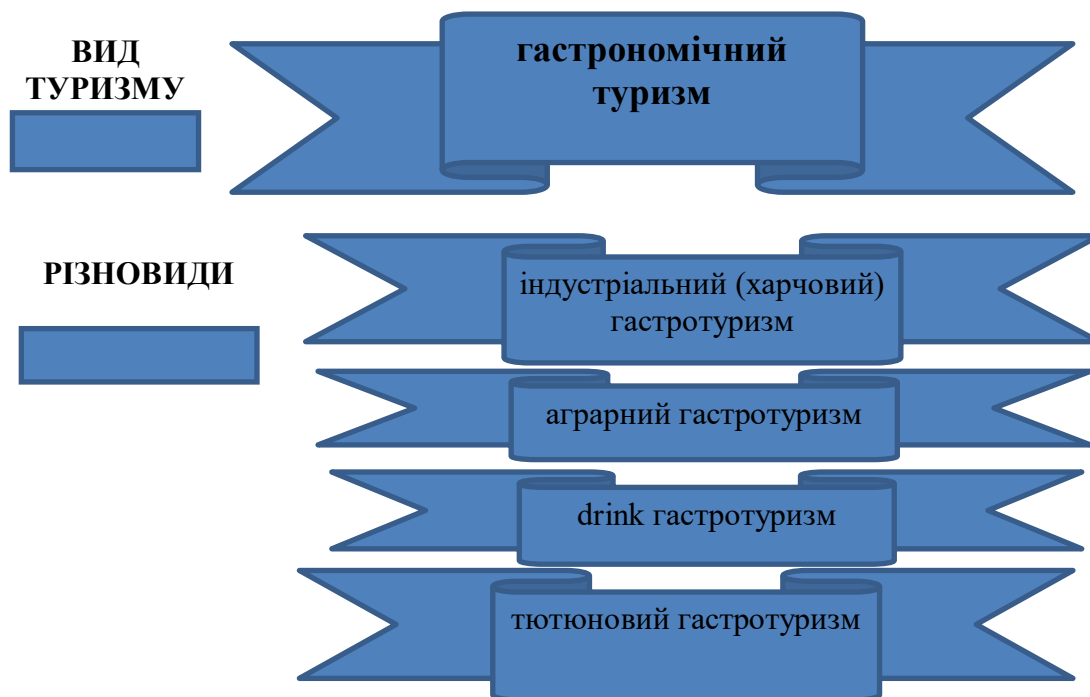 ВИД
ТУРИЗМУ
гастрономічний
туризм
РІЗНОВИДИ
індустріальний (харчовий)
гастротуризм
аграрний гастротуризм
drink гастротуризм
тютюновий гастротуризм